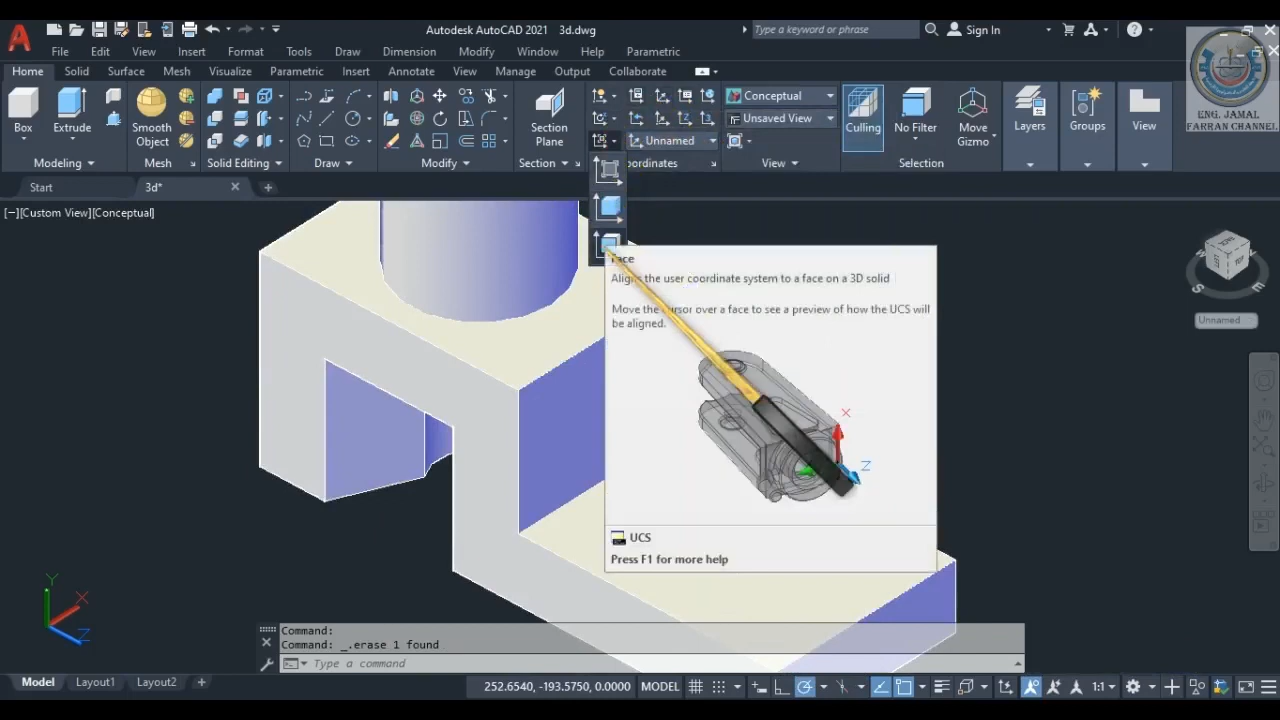 Autodesk AutoCAD 2021 3d.dwg
Type a keyword or phrase
Sign In
File Edit View Insert Format Tools Draw Dimension Modify Window Help Parametric
Home Solid Surface Mesh Visualize Parametric Insert Annotate View Manage Output Collaborate
ENG. JAMAL
FARRAN CHANNEL
Box
Extrude
Smooth
Object
Section
Plane
Conceptual
Unsaved View
Unnamed
Culling
No Filter
Move
Gizmo
Layers
Groups
View
Modeling
Mesh
Solid Editing
Draw
Modify
Section
oordinates
View
Selection
Start
3d*
[−][Custom View][Conceptual]
TOP
S
W
S
E
Unnamed
Face
Aligns the user coordinate system to a face on a 3D solid
Move the cursor over a face to see a preview of how the UCS will
be aligned.
X
Z
UCS
Press F1 for more help
Y
X
Z
Command:
Command: _.erase 1 found
Type a command
Model Layout1 Layout2
252.6540, -193.5750, 0.0000 MODEL
1:1